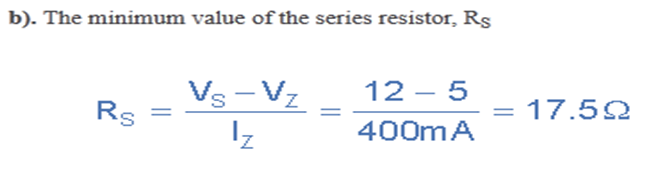 b). The minimum value of the series resistor, RS
RS = VS – VZ / IZ = 12 – 5 / 400mA = 17.5Ω